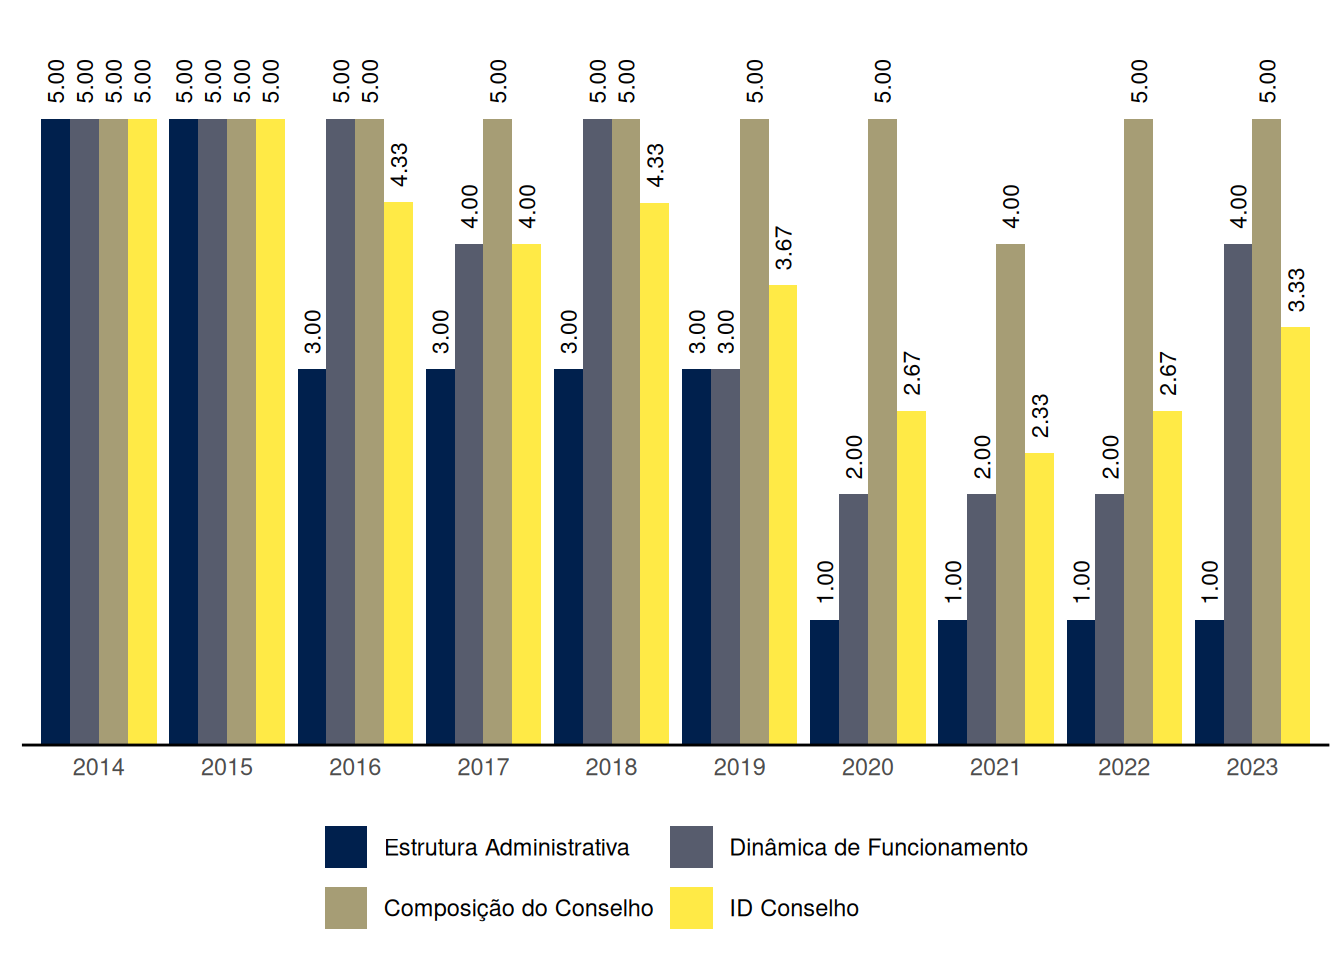 5.00 5.00 5.00 5.00 5.00 5.00 5.00 5.00 3.00 5.00 5.00 4.33 3.00 4.00 5.00 4.00 3.00 5.00 5.00 4.33 3.00 3.00 5.00 3.67 1.00 2.00 5.00 2.67 1.00 2.00 4.00 2.33 1.00 2.00 5.00 2.67 1.00 4.00 5.00 3.33
2014 2015 2016 2017 2018 2019 2020 2021 2022 2023
Estrutura Administrativa Dinâmica de Funcionamento
Composição do Conselho ID Conselho